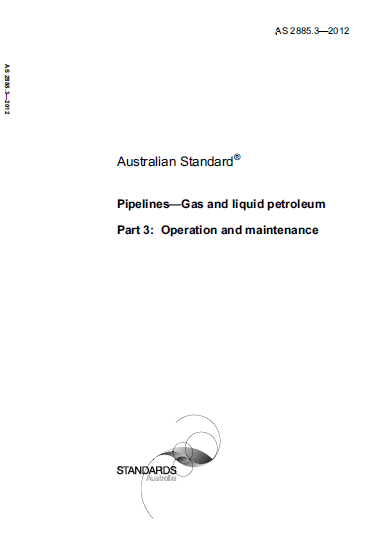 AS 2885.3—2012
AS 2885.3—2012
Australian Standard®
Pipelines—Gas and liquid petroleum
Part 3: Operation and maintenance
STANDARDS
Australia